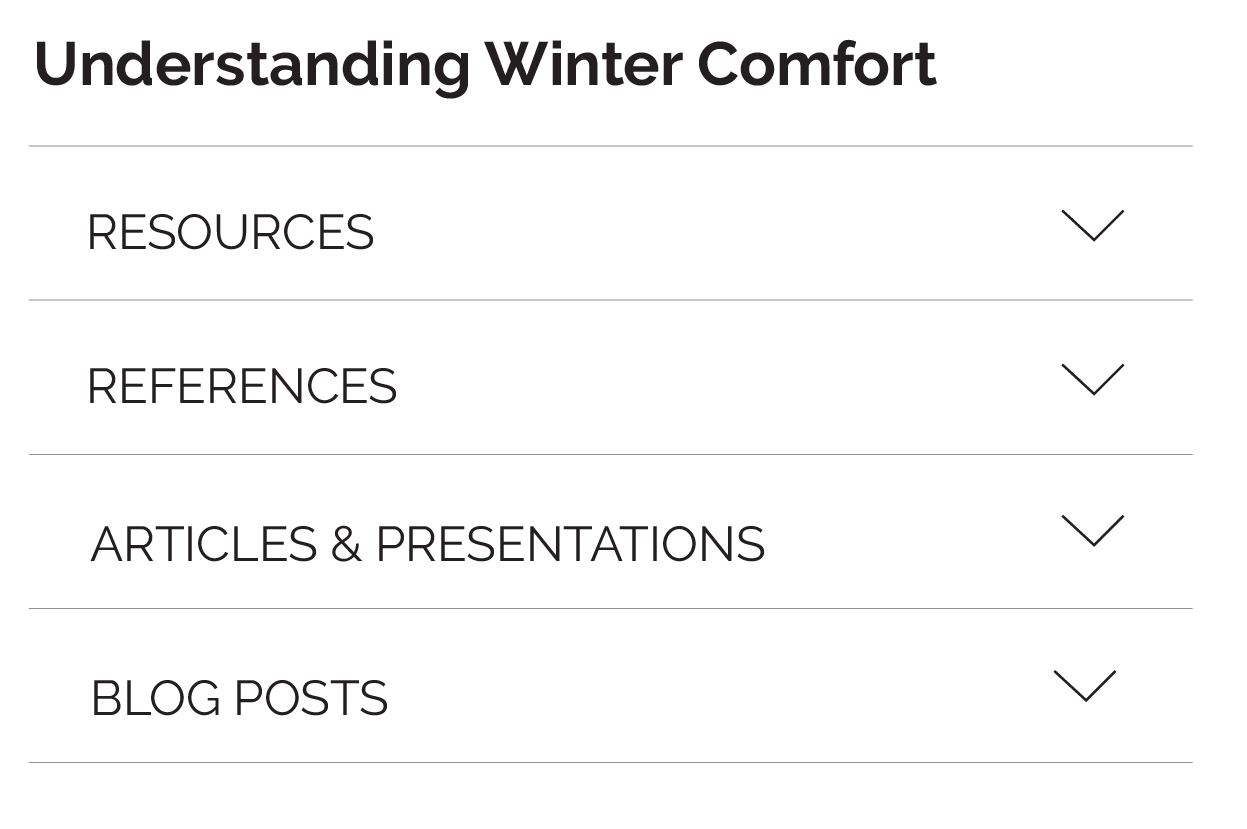 Understanding Winter Comfort
RESOURCES
REFERENCES
ARTICLES & PRESENTATIONS
BLOG POSTS